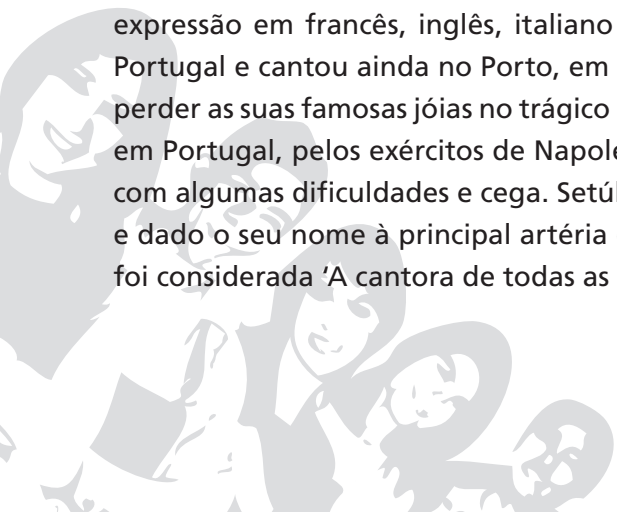 expressão em francês, inglês, italiano
Portugal e cantou ainda no Porto, em
perder as suas famosas jóias no trágico
em Portugal, pelos exércitos de
com algumas dificuldades e cega.
e dado o seu nome à principal artéria
foi considerada ‘A cantora de todas as